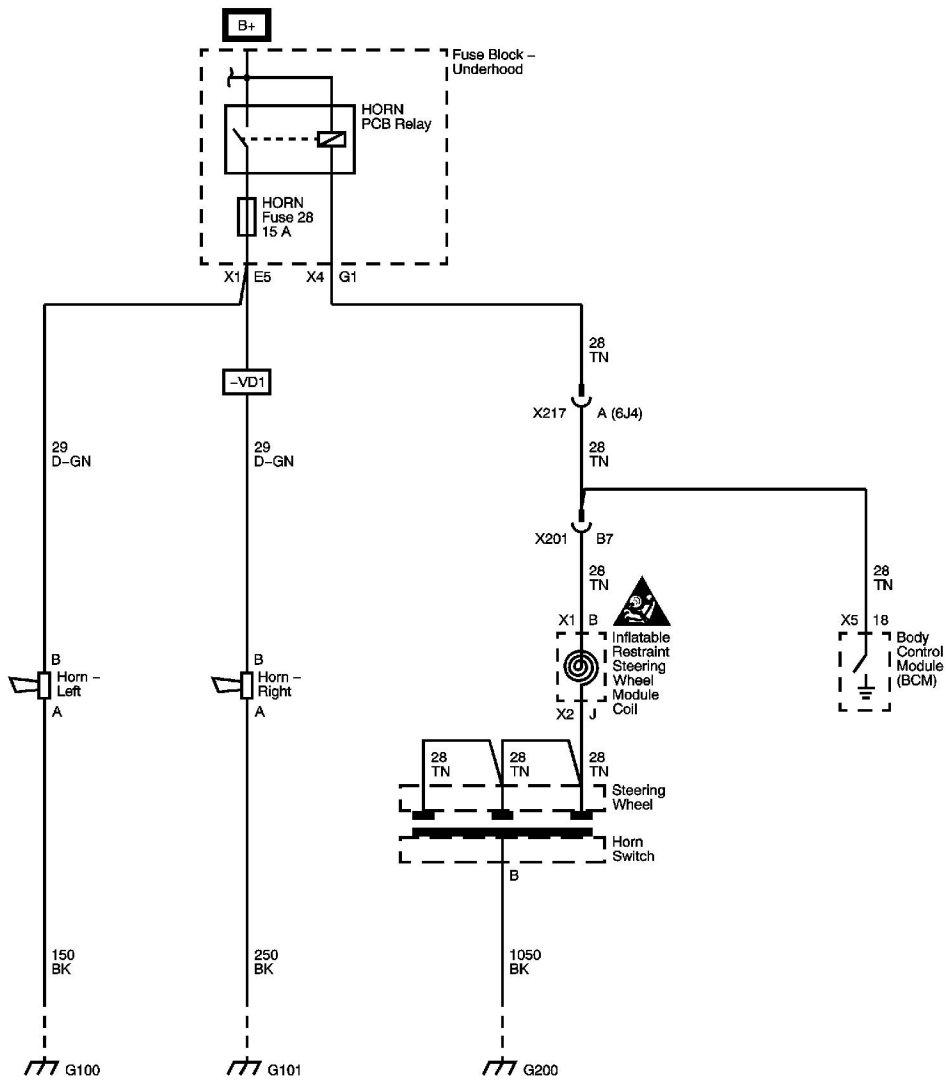 B+
Fuse Block –
Underhood
HORN
PCB Relay
HORN
Fuse 28
15 A
X1 E5
X4 G1
28
TN
–VD1
X217 A (6J4)
29
D–GN
29
D–GN
28
TN
X201 B7
28
TN
28
TN
X1 B
X5 18
Inflatable
Restraint
Steering
Wheel
Module
Coil
Body
Control
Module
(BCM)
B
Horn –
Left
A
B
Horn –
Right
A
X2 J
28
TN
28
TN
28
TN
Steering
Wheel
Horn
Switch
B
150
BK
250
BK
1050
BK
G100
G101
G200